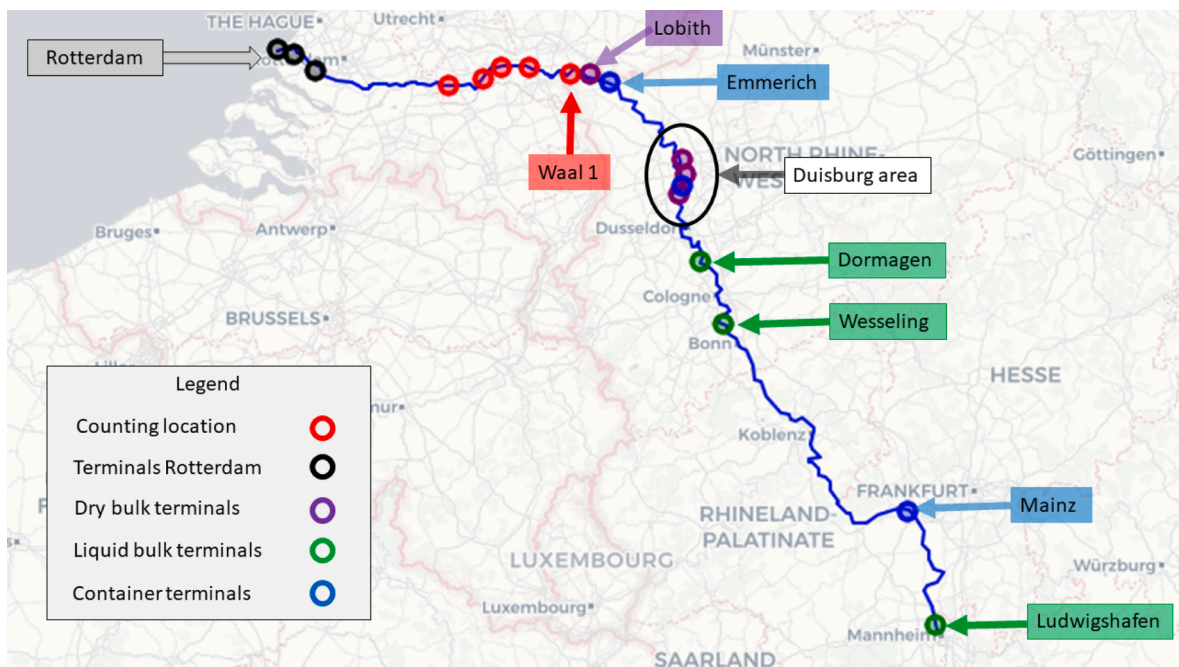 THE HAGUE
Utrecht
Lobith
Rotterdam
Münster
Emmerich
Waal 1
NORTH RHINE-
Göttingen
Duisburg area
Bruges
Antwerp
Dusseldorf
Dormagen
Cologne
Wesseling
BRUSSELS
Bonn
Legend
HESSE
Counting location
Koblenz
Terminals Rotterdam
FRANKFURT
Dry bulk terminals
Mainz
RHINELAND-
PALATINATE
Liquid bulk terminals
LUXEMBOURG
Würzburg
Container terminals
Luxembourg
Ludwigshafen
Mannheim
SAARLAND